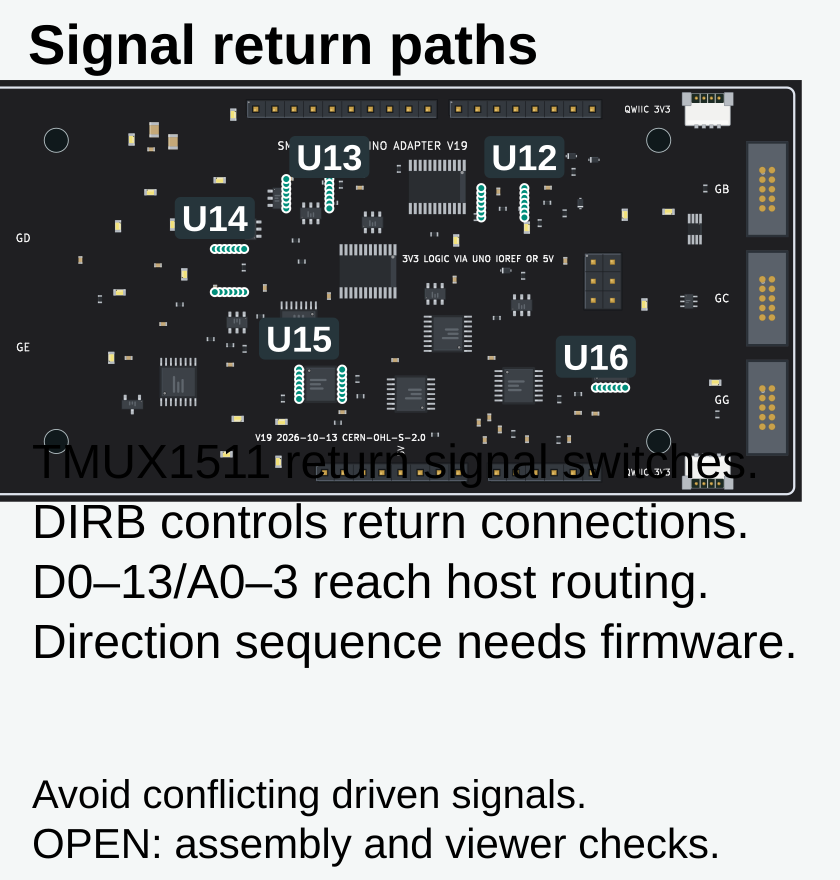 Signal return paths
QWIIC 3V3
NO ADAPTER V19
U13
U12
GB
U14
GD
3V3 LOGIC VIA UNO IOREF OR 5V
GC
U15
GE
U16
GG
V19 2026-10-13 CERN-OHL-S-2.0
TMUX1511 return signal switches.
QWIIC 3V3
DIRB controls return connections.
D0–13/A0–3 reach host routing.
Direction sequence needs firmware.
Avoid conflicting driven signals.
OPEN: assembly and viewer checks.